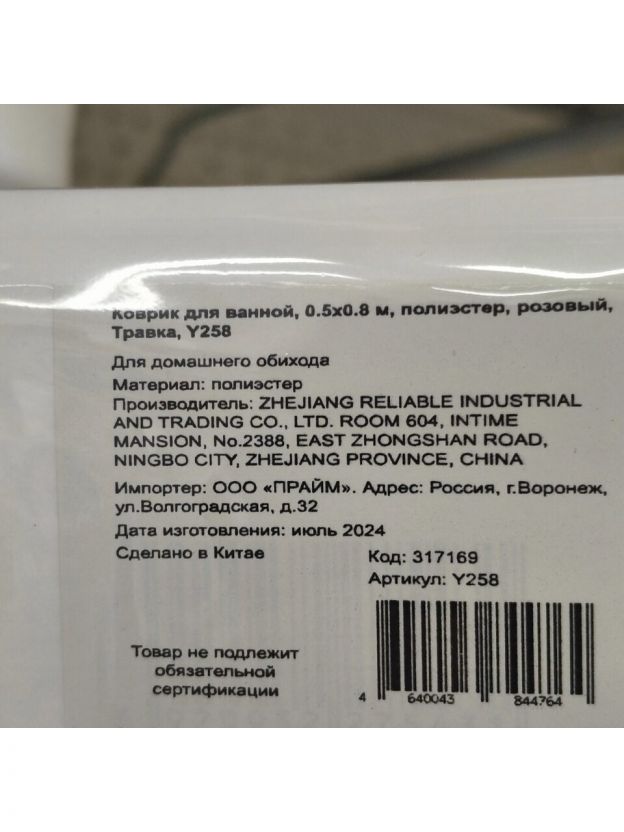 Коврик для ванной, 0.5х0.8 м, полиэстер, розовый,
Травка, Y258
Для домашнего обихода
Материал: полиэстер
Производитель: ZHEJIANG RELIABLE INDUSTRIAL
AND TRADING CO., LTD. ROOM 604, INTIME
MANSION, No.2388, EAST ZHONGSHAN ROAD,
NINGBO CITY, ZHEJIANG PROVINCE, CHINA
Импортер: ООО «ПРАЙМ». Адрес: Россия, г.Воронеж,
ул.Волгоградская, д.32
Дата изготовления: июль 2024
Сделано в Китае
Код: 317169
Артикул: Y258
Товар не подлежит
обязательной
сертификации
4 640043 844764